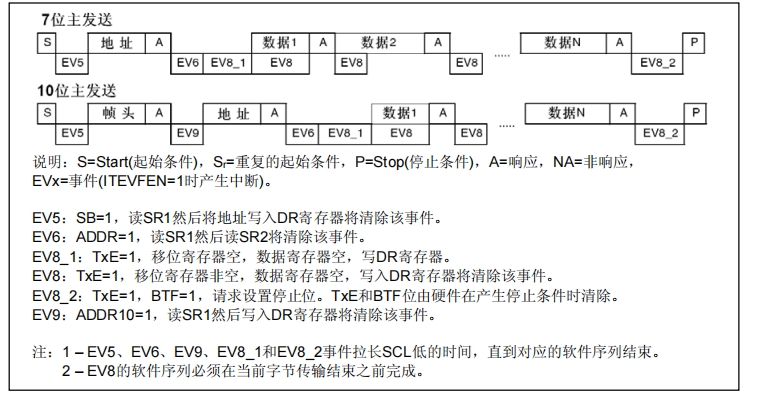 7位主发送
S 地址 A 数据1 A 数据2 A 数据N A P
EV5 EV6 EV8_1 EV8 EV8 EV8 ..... EV8_2
10位主发送
S 帧头 A 地址 A 数据1 A 数据N A P
EV5 EV9 EV6 EV8_1 EV8 EV8 ..... EV8_2
说明：S=Start(起始条件)，Sr=重复的起始条件，P=Stop(停止条件)，A=响应，NA=非响应，
EVx=事件(ITEVFEN=1时产生中断)。
EV5：SB=1，读SR1然后将地址写入DR寄存器将清除该事件。
EV6：ADDR=1，读SR1然后读SR2将清除该事件。
EV8_1：TxE=1，移位寄存器空，数据寄存器空，写DR寄存器。
EV8：TxE=1，移位寄存器非空，数据寄存器空，写入DR寄存器将清除该事件。
EV8_2：TxE=1，BTF=1，请求设置停止位。TxE和BTF位由硬件在产生停止条件时清除。
EV9：ADDR10=1，读SR1然后写入DR寄存器将清除该事件。
注：1 – EV5、EV6、EV9、EV8_1和EV8_2事件拉长SCL低的时间，直到对应的软件序列结束。
2 – EV8的软件序列必须在当前字节传输结束之前完成。